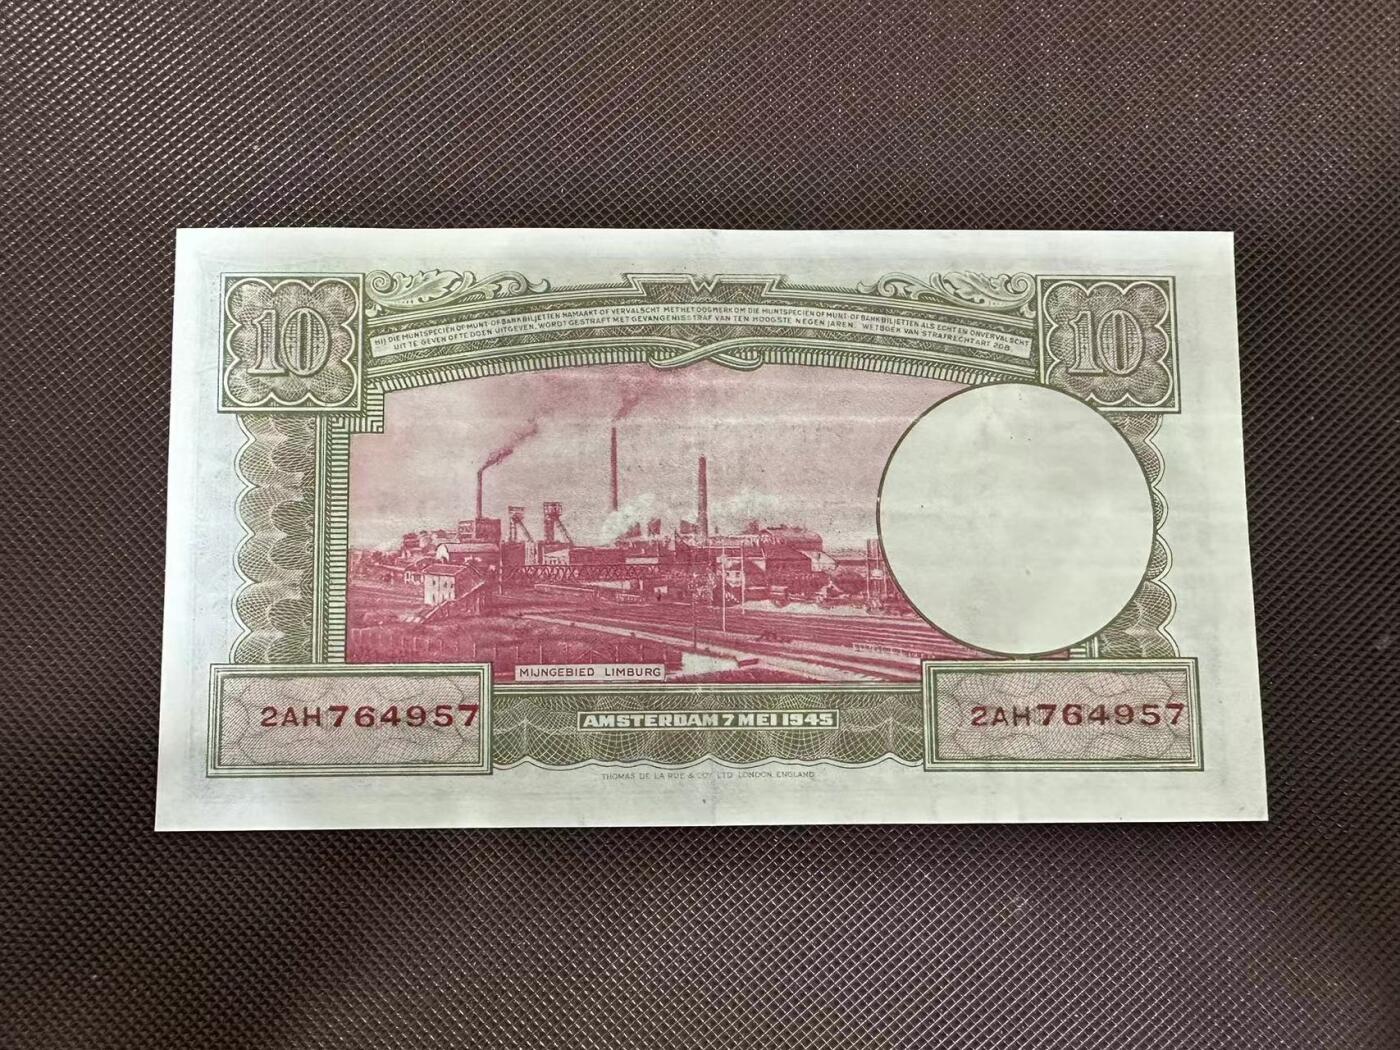 10
10
HIJ DIE MUNTSPECIEN OF MUNT- OF BANKBILJETTEN NAMAAKT OF VERVALSCHT MET HET OOGMERK OM DIE MUNTSPECIEN OF MUNT- OF BANKBILJETTEN ALS ECHT EN ONVERVALSCHT
UIT TE GEVEN OF TE DOEN UITGEVEN, WORDT GESTRAFT MET GEVANGENISSTRAF VAN TEN HOOGSTE NEGEN JAREN. WETBOEK VAN STRAFRECHT ART 208.
MIJNGEBIED LIMBURG
2AH764957
AMSTERDAM 7 MEI 1945
2AH764957
THOMAS DE LA RUE & COY LTD LONDON, ENGLAND